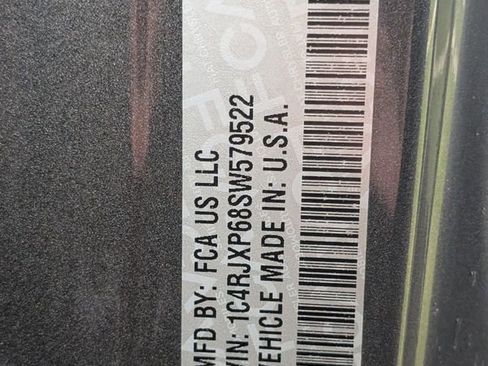 MFD BY: FCA US LLC
VIN: 1C4RJXP68SW579522
VEHICLE MADE IN: U.S.A.